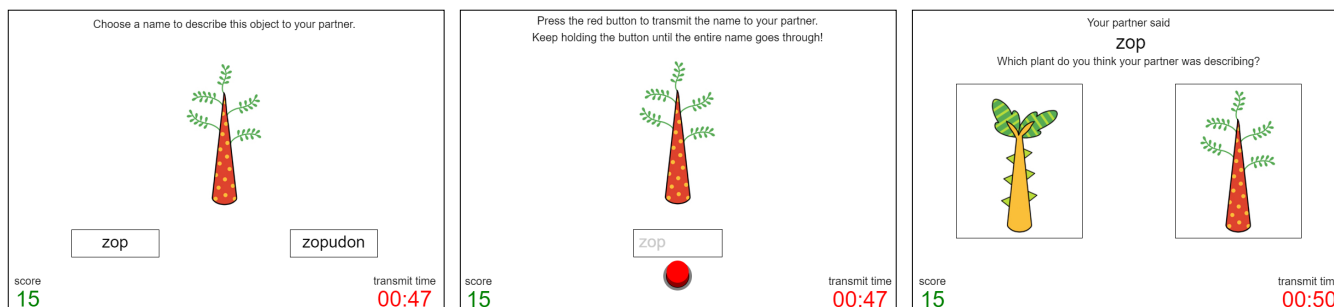 Choose a name to describe this object to your partner.
zop
zopudon
score
15
transmit time
00:47
Press the red button to transmit the name to your partner.
Keep holding the button until the entire name goes through!
zop
score
15
transmit time
00:47
Your partner said
zop
Which plant do you think your partner was describing?
score
15
transmit time
00:50